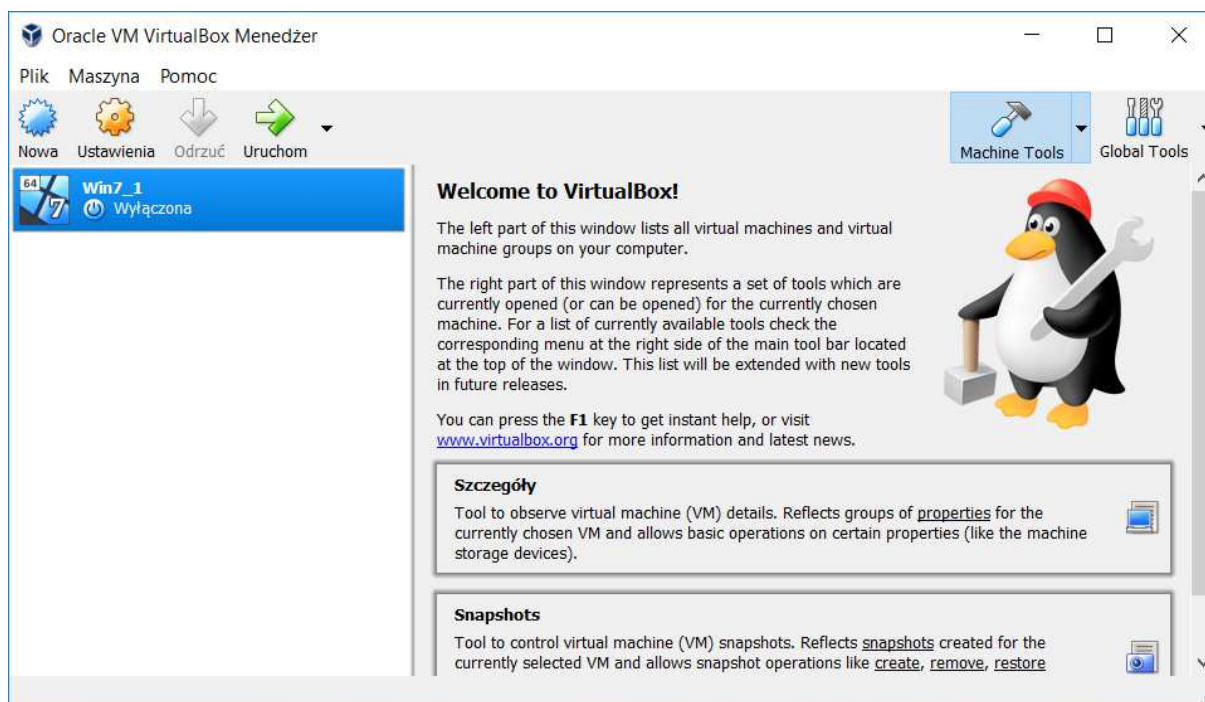 Oracle VM VirtualBox Menedżer
Plik Maszyna Pomoc
Nowa Ustawienia Odrzuć Uruchom Machine Tools Global Tools
64 7 Win7_1
Wyłączona
Welcome to VirtualBox!
The left part of this window lists all virtual machines and virtual
machine groups on your computer.
The right part of this window represents a set of tools which are
currently opened (or can be opened) for the currently chosen
machine. For a list of currently available tools check the
corresponding menu at the right side of the main tool bar located
at the top of the window. This list will be extended with new tools
in future releases.
You can press the F1 key to get instant help, or visit
www.virtualbox.org for more information and latest news.
Szczegóły
Tool to observe virtual machine (VM) details. Reflects groups of properties for the
currently chosen VM and allows basic operations on certain properties (like the machine
storage devices).
Snapshots
Tool to control virtual machine (VM) snapshots. Reflects snapshots created for the
currently selected VM and allows snapshot operations like create, remove, restore